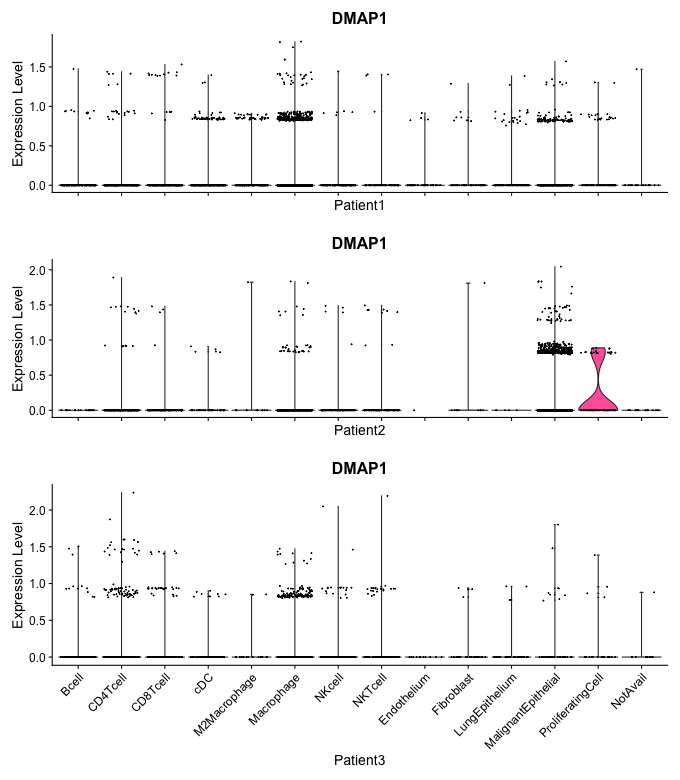 DMAP1
Expression Level
1.5
1.0
0.5
0.0
Patient1
DMAP1
Expression Level
2.0
1.5
1.0
0.5
0.0
Patient2
DMAP1
Expression Level
2.0
1.5
1.0
0.5
0.0
Bcell
CD4Tcell
CD8Tcell
cDC
M2Macrophage
Macrophage
NKcell
NKTcell
Endothelium
Fibroblast
LungEpithelium
MalignantEpithelial
ProliferatingCell
NotAvail
Patient3